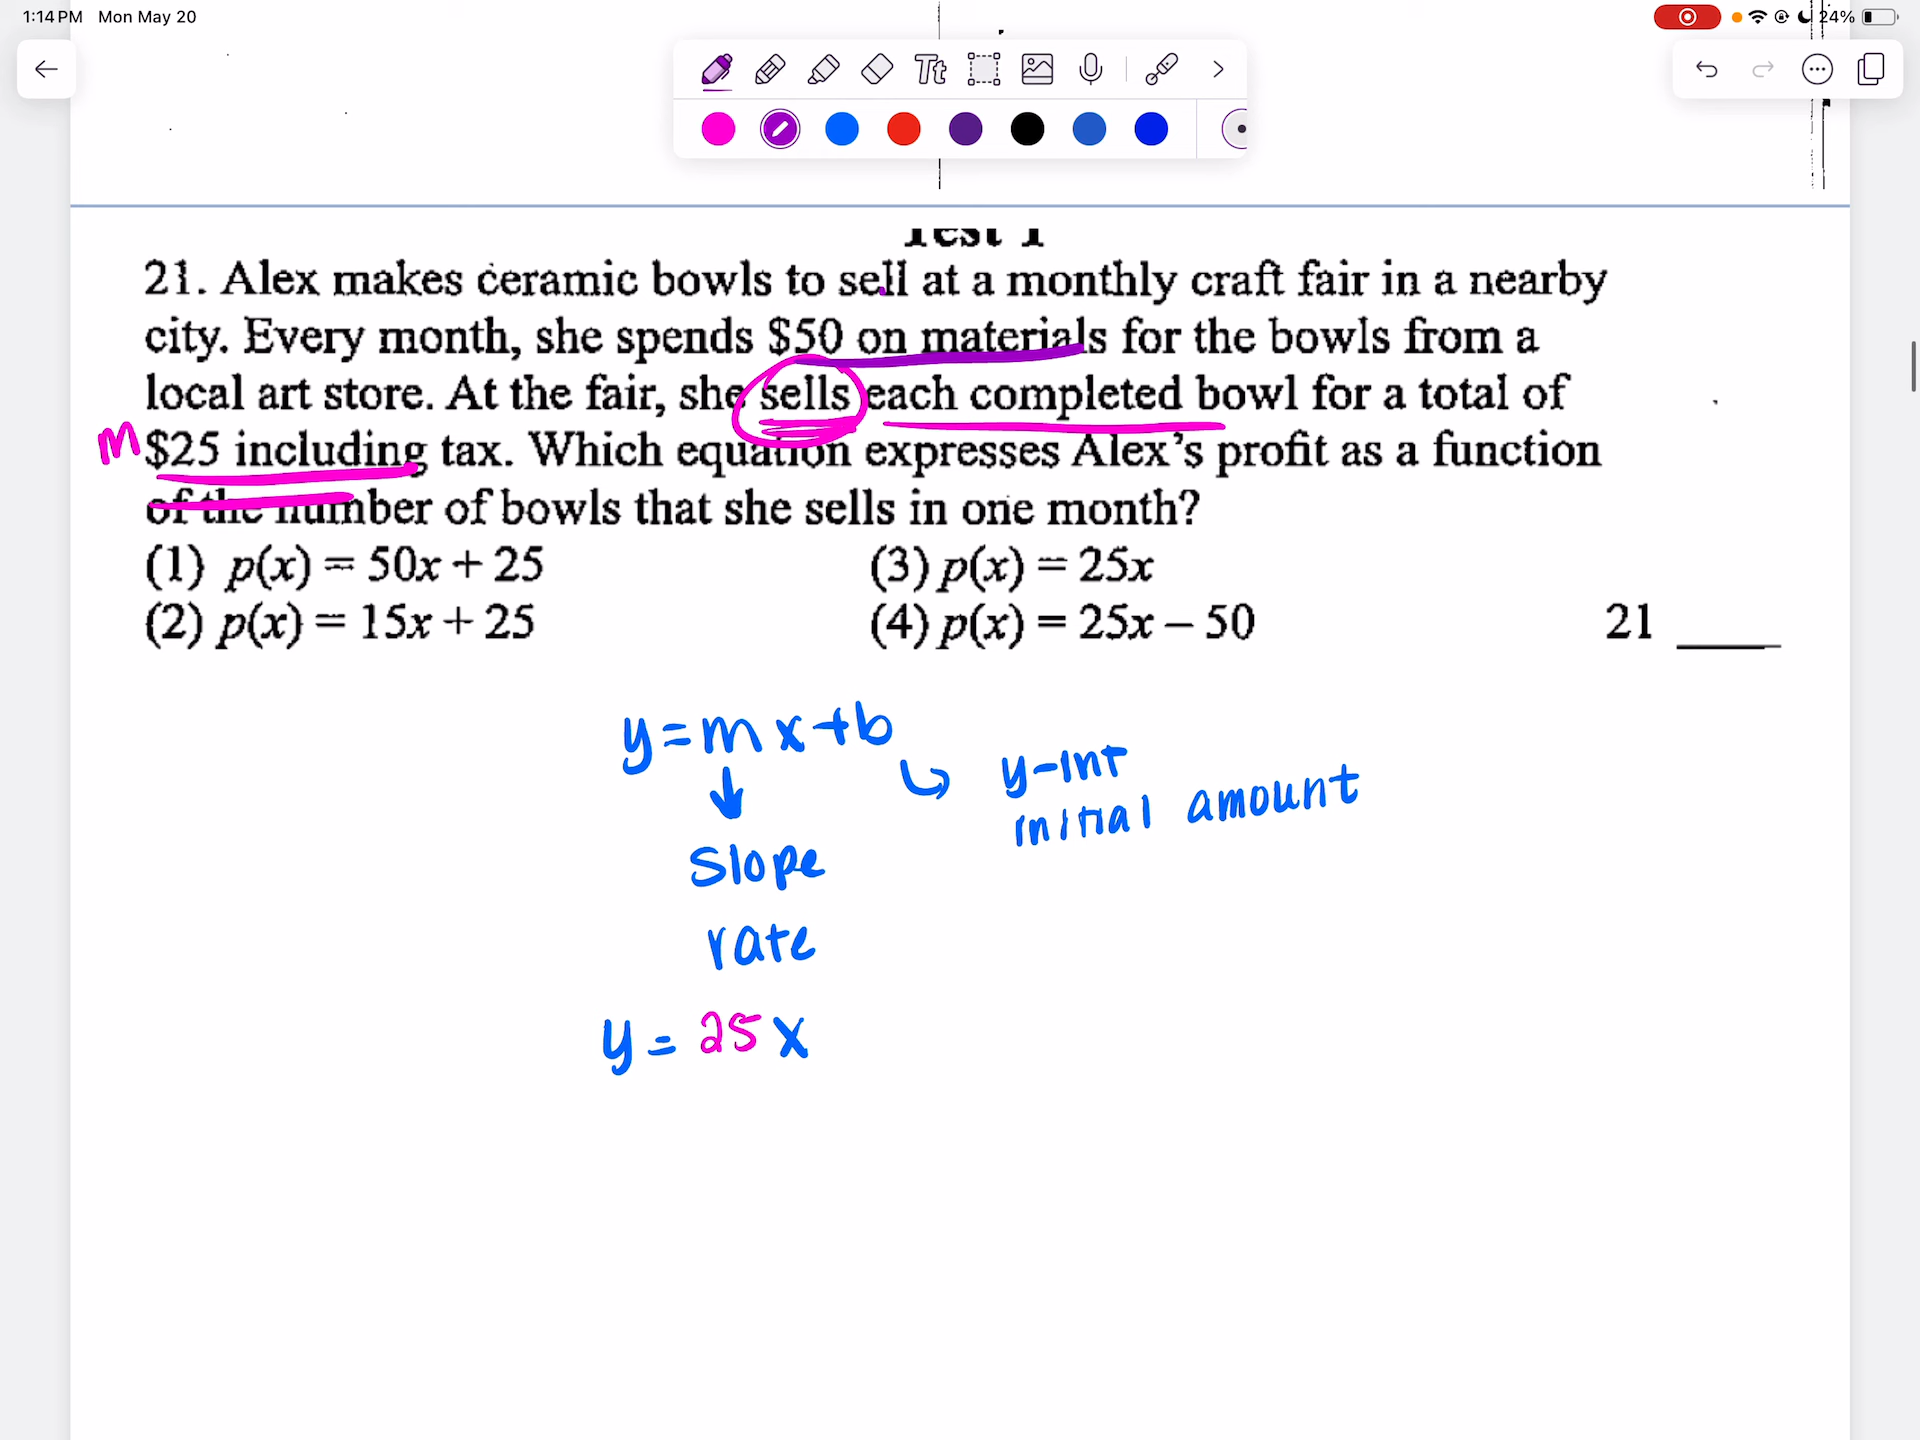 1:14 PM Mon May 20
24%
Tt
Test 1
21. Alex makes ceramic bowls to sell at a monthly craft fair in a nearby
city. Every month, she spends $50 on materials for the bowls from a
local art store. At the fair, she sells each completed bowl for a total of
m $25 including tax. Which equation expresses Alex's profit as a function
of the number of bowls that she sells in one month?
(1) p(x) = 50x + 25
(3) p(x) = 25x
(2) p(x) = 15x + 25
(4) p(x) = 25x – 50
21
y=mx+b
y-int
initial amount
slope
rate
y = 25x